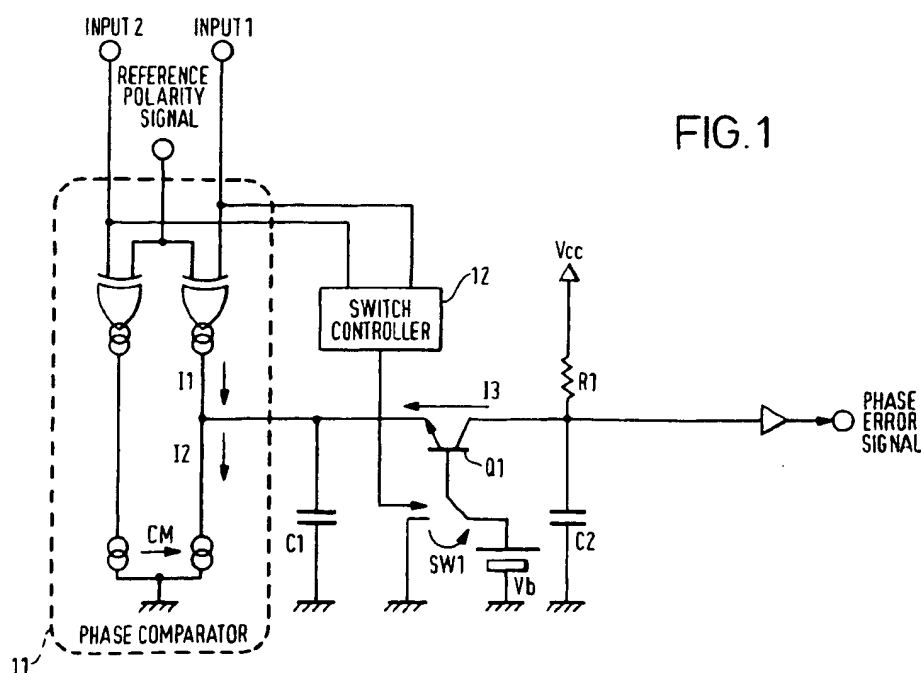 INPUT 2
INPUT 1
REFERENCE
POLARITY
SIGNAL
FIG.1
12
Vcc
SWITCH
CONTROLLER
I1
I3
R1
PHASE
ERROR
SIGNAL
I2
Q1
CM
C1
SW1
Vb
C2
PHASE COMPARATOR
11